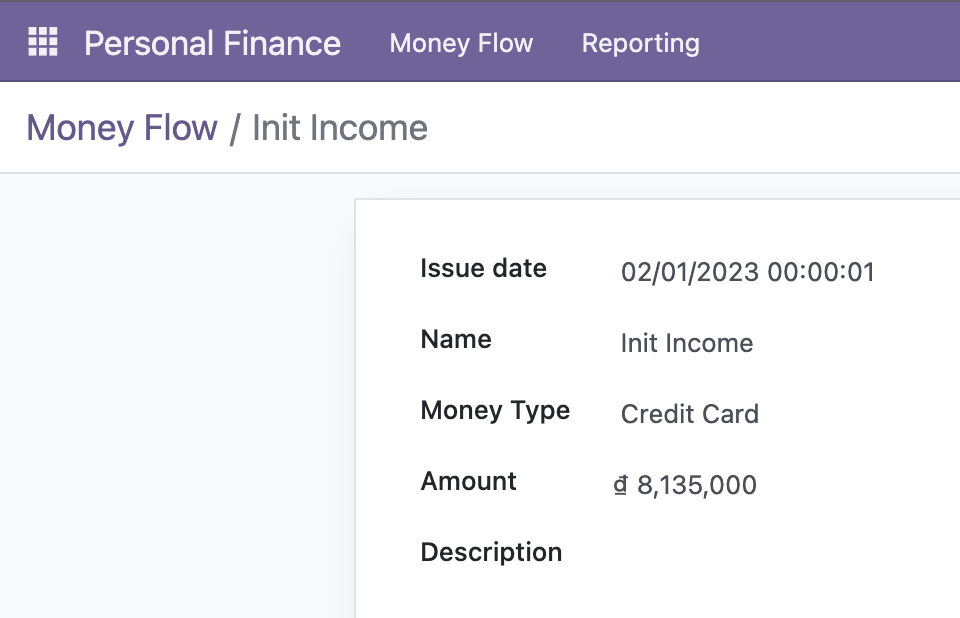 Personal Finance Money Flow Reporting
Money Flow / Init Income
Issue date 02/01/2023 00:00:01
Name Init Income
Money Type Credit Card
Amount ₫ 8,135,000
Description